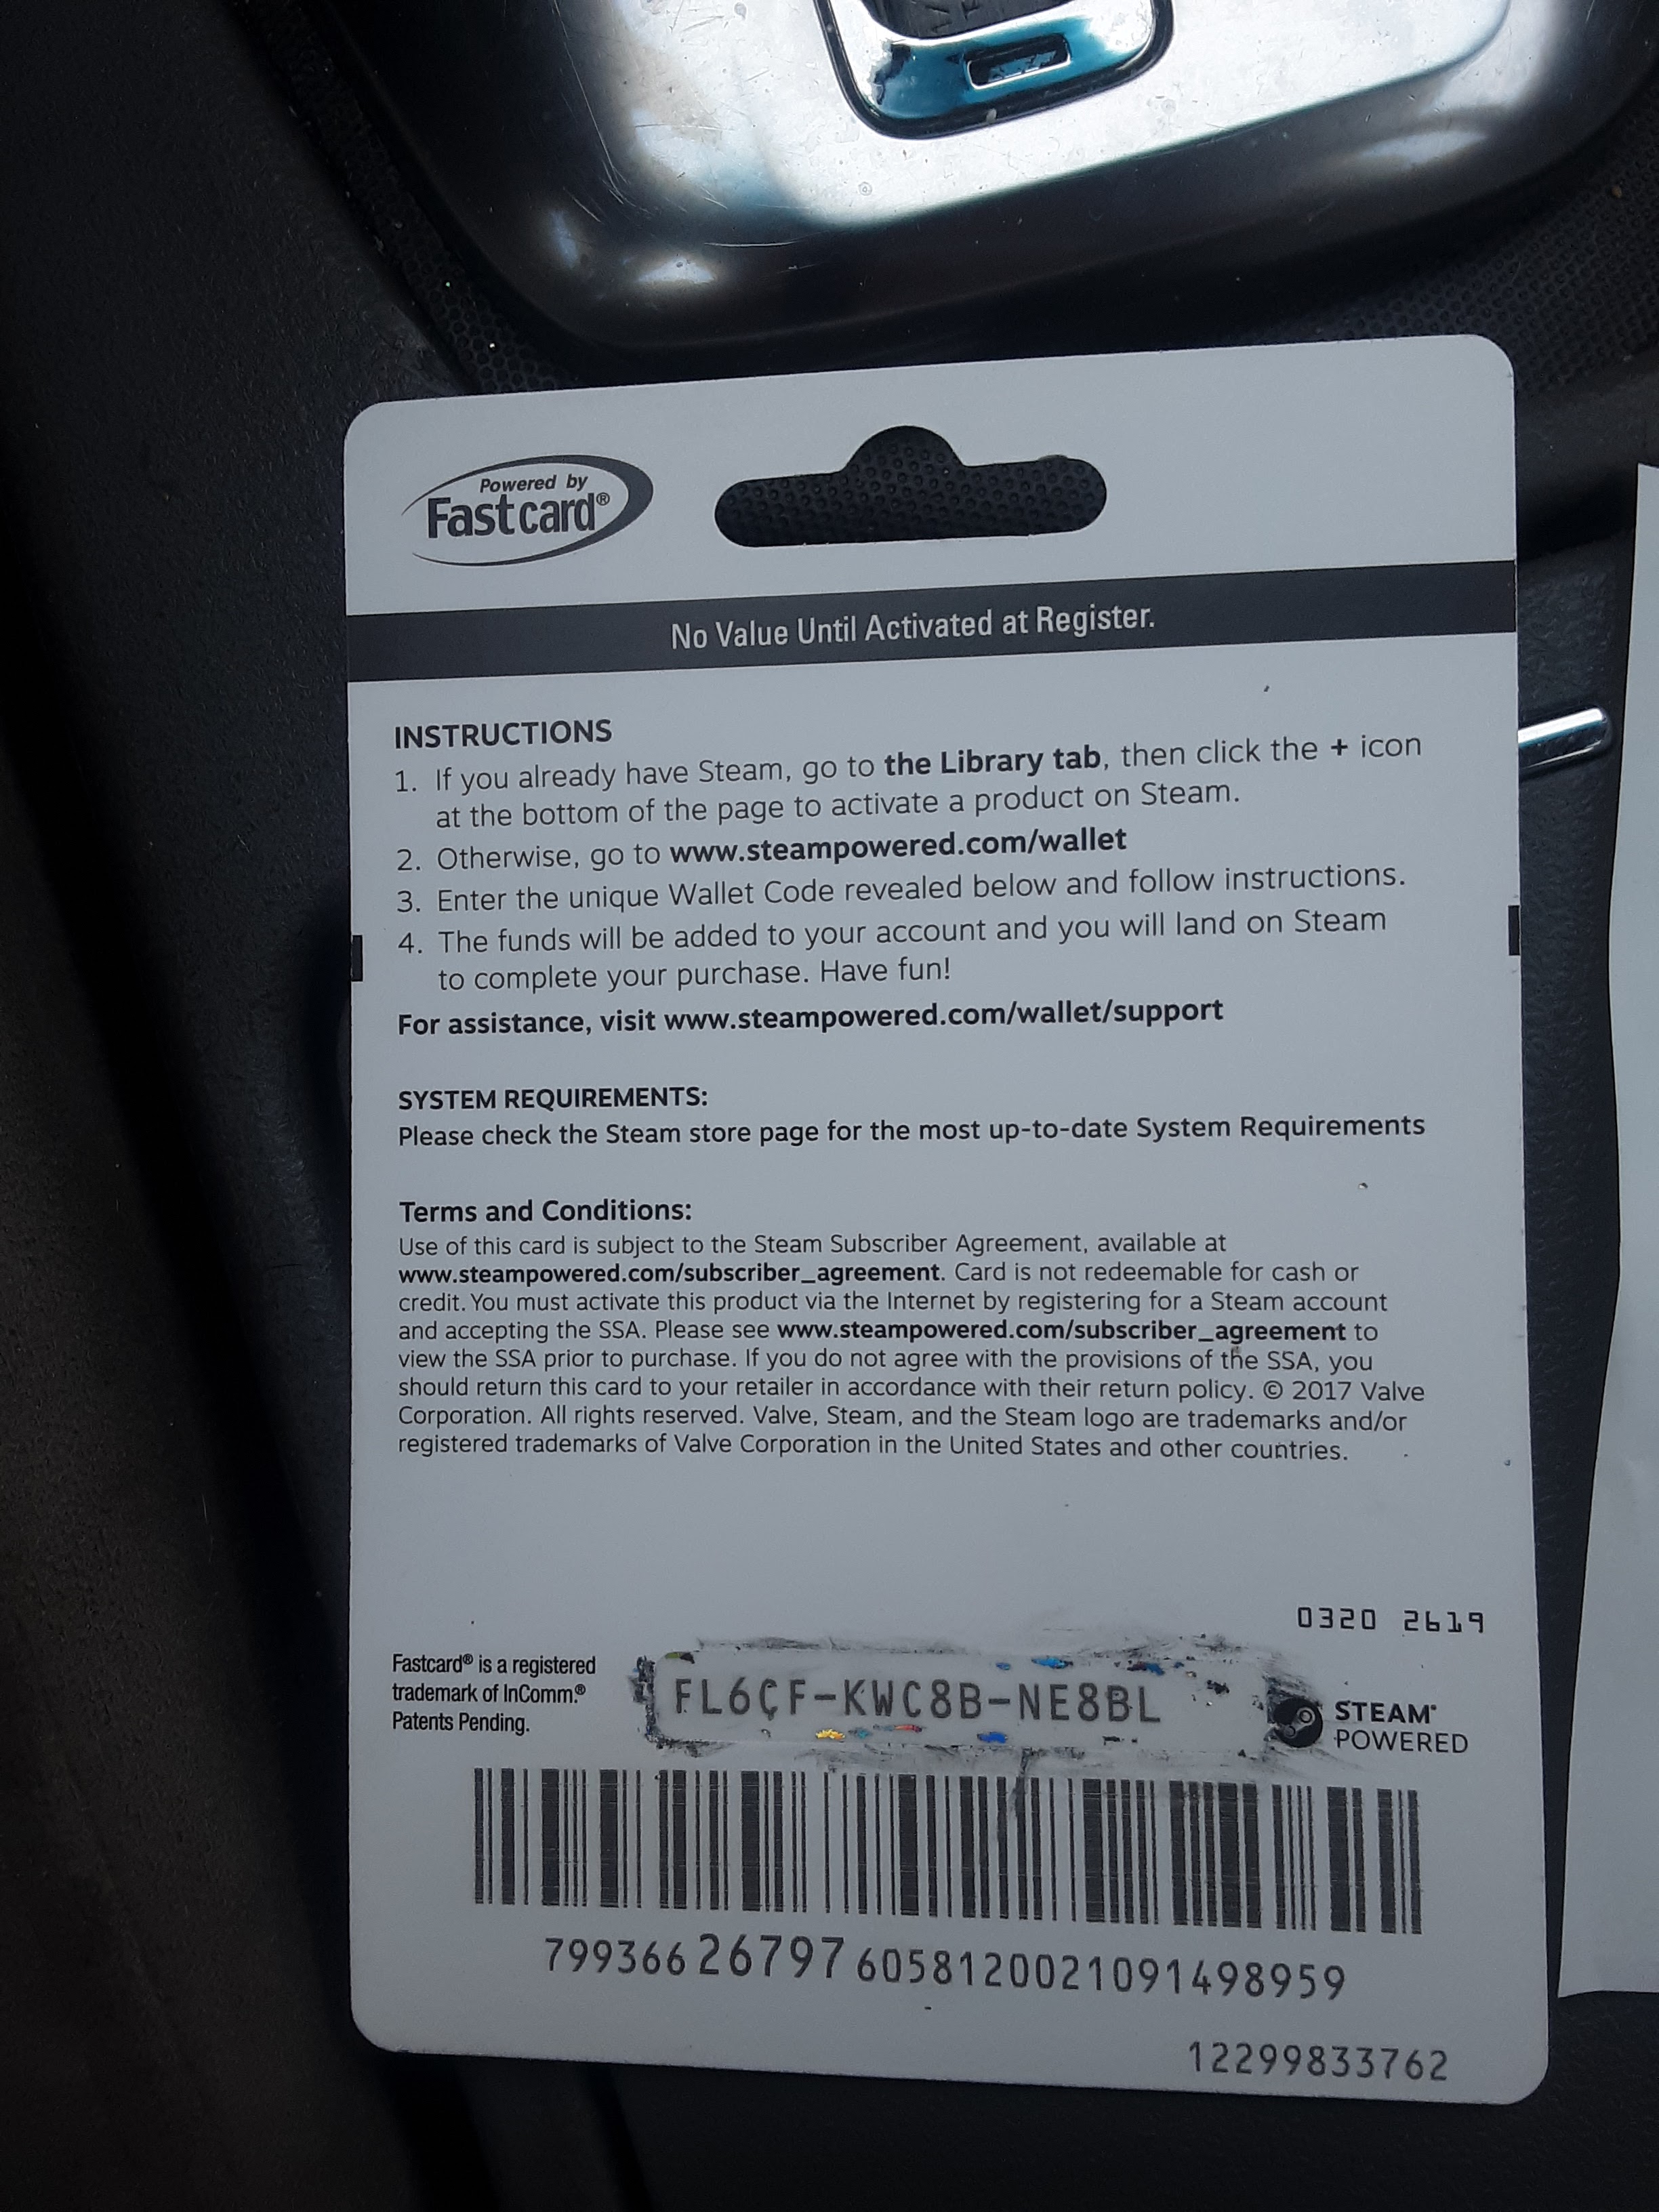 Powered by
Fastcard®
No Value Until Activated at Register.
INSTRUCTIONS
1. If you already have Steam, go to the Library tab, then click the + icon
at the bottom of the page to activate a product on Steam.
2. Otherwise, go to www.steampowered.com/wallet
3. Enter the unique Wallet Code revealed below and follow instructions.
4. The funds will be added to your account and you will land on Steam
to complete your purchase. Have fun!
For assistance, visit www.steampowered.com/wallet/support
SYSTEM REQUIREMENTS:
Please check the Steam store page for the most up-to-date System Requirements
Terms and Conditions:
Use of this card is subject to the Steam Subscriber Agreement, available at
www.steampowered.com/subscriber_agreement. Card is not redeemable for cash or
credit. You must activate this product via the Internet by registering for a Steam account
and accepting the SSA. Please see www.steampowered.com/subscriber_agreement to
view the SSA prior to purchase. If you do not agree with the provisions of the SSA, you
should return this card to your retailer in accordance with their return policy. © 2017 Valve
Corporation. All rights reserved. Valve, Steam, and the Steam logo are trademarks and/or
registered trademarks of Valve Corporation in the United States and other countries.
0320 2619
Fastcard® is a registered
trademark of InComm.®
Patents Pending.
FL6CF-KWC8B-NE8BL
STEAM®
POWERED
799366 26797 6058120021091498959
12299833762